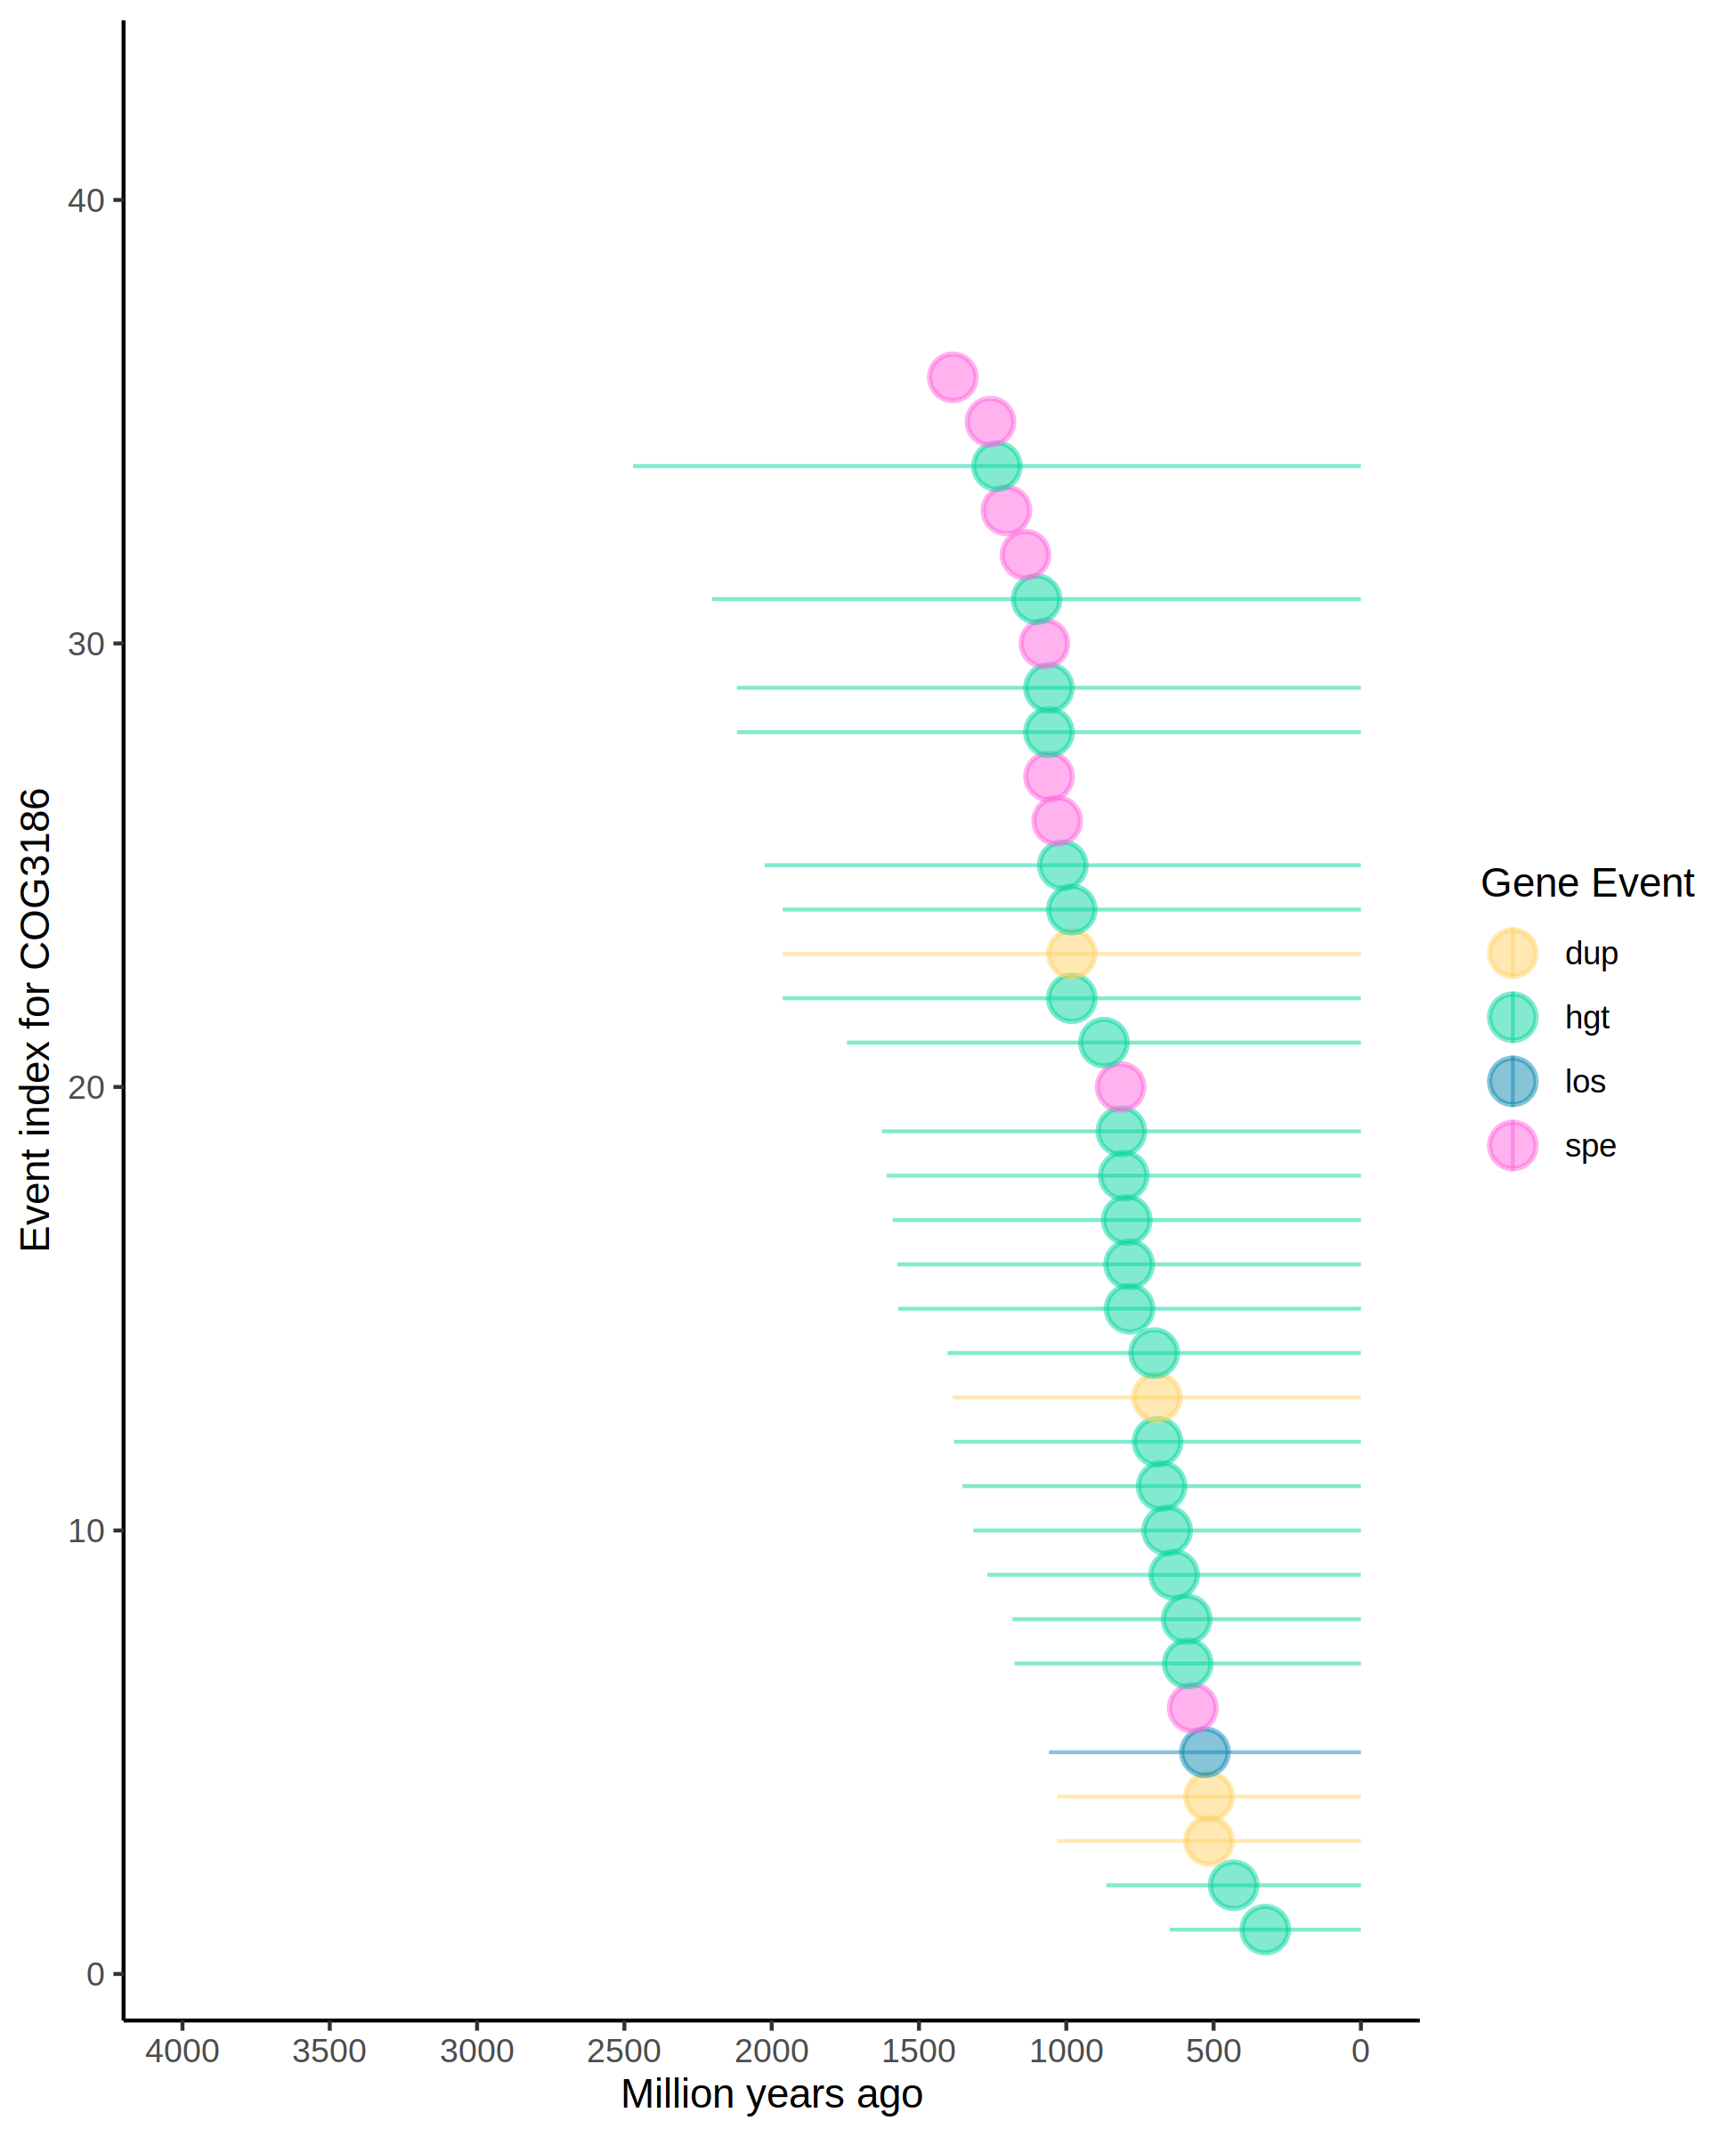 Event index for COG3186
40
30
20
10
0
4000 3500 3000 2500 2000 1500 1000 500 0
Million years ago
Gene Event
dup
hgt
los
spe